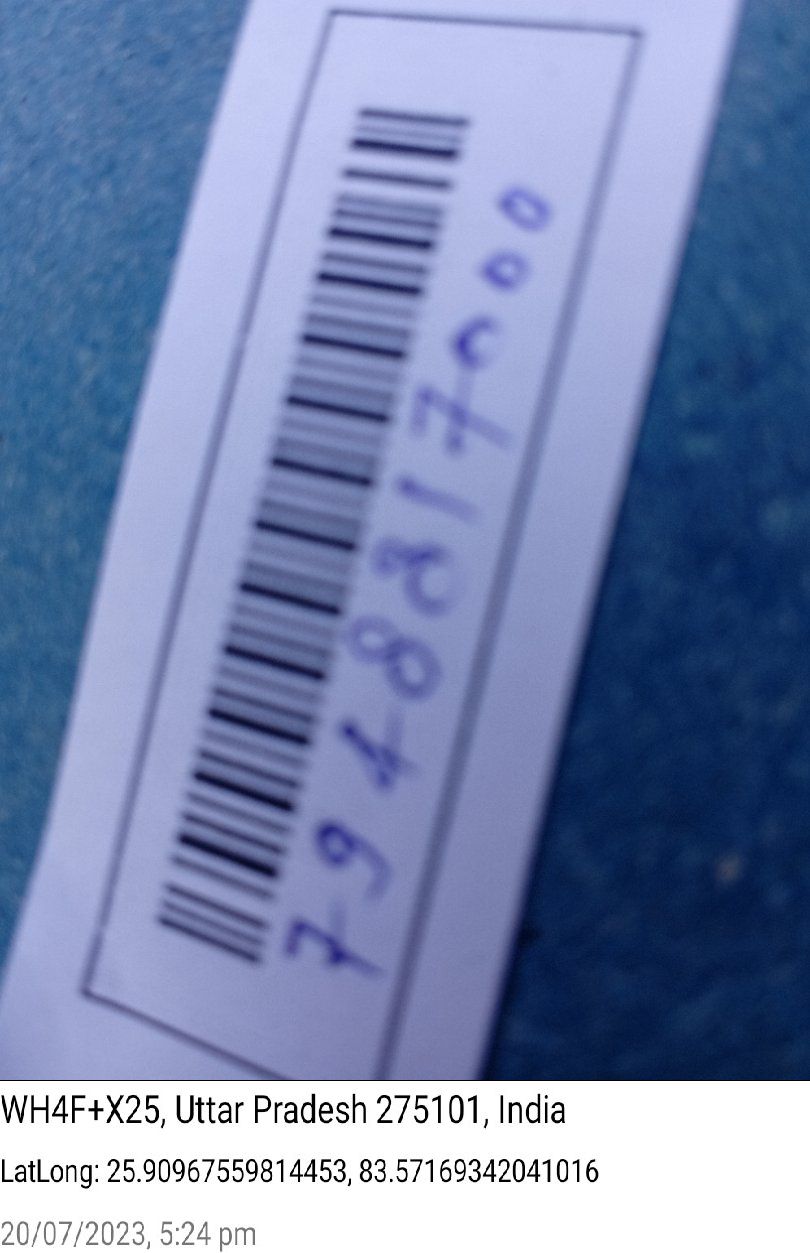 7948817000
WH4F+X25, Uttar Pradesh 275101, India
LatLong: 25.90967559814453, 83.57169342041016
20/07/2023, 5:24 pm